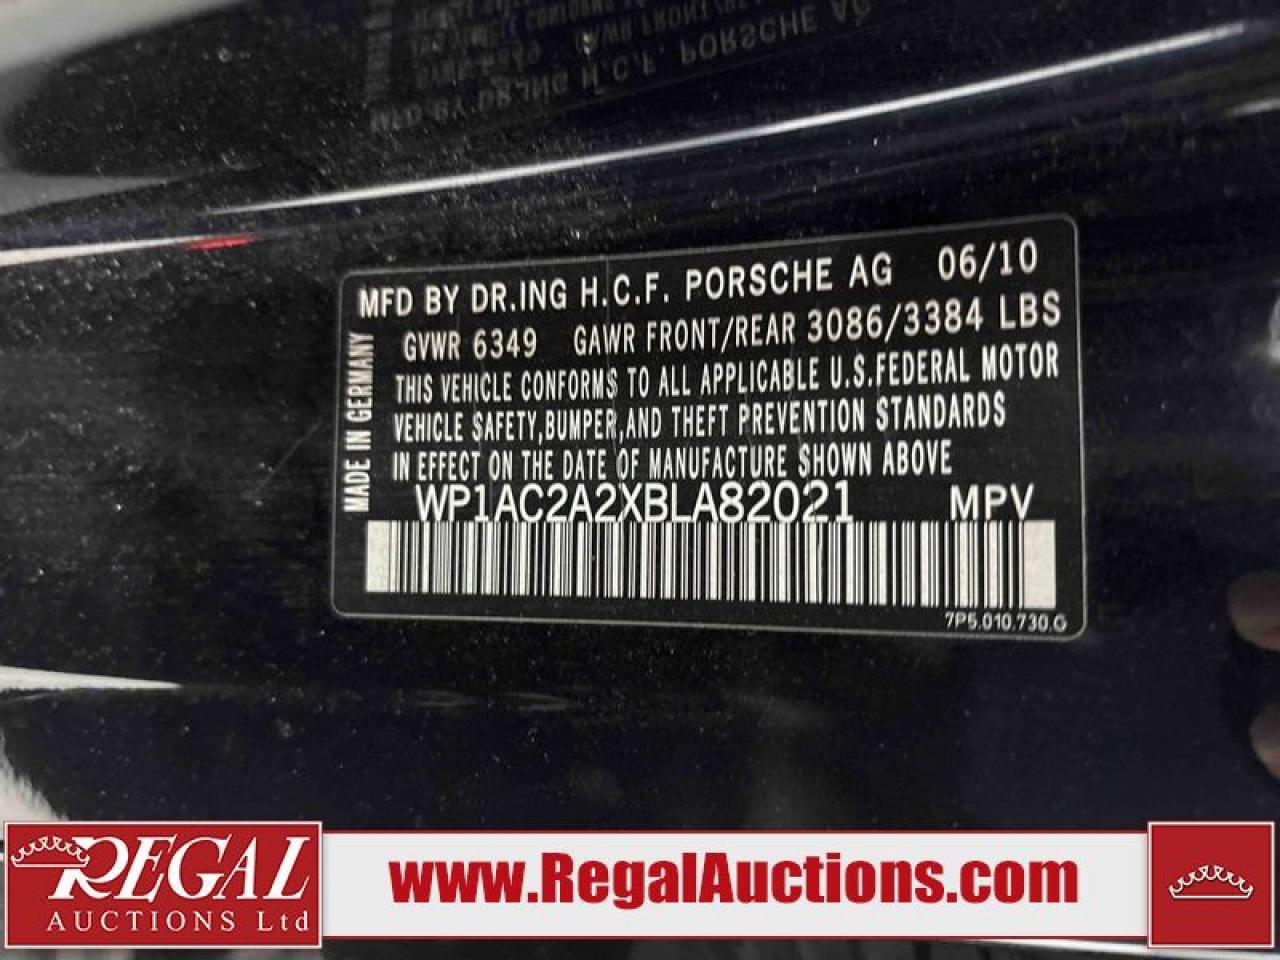 MFD BY DR.ING H.C.F. PORSCHE AG 06/10
GVWR 6349 GAWR FRONT/REAR 3086/3384 LBS
THIS VEHICLE CONFORMS TO ALL APPLICABLE U.S.FEDERAL MOTOR
VEHICLE SAFETY,BUMPER,AND THEFT PREVENTION STANDARDS
IN EFFECT ON THE DATE OF MANUFACTURE SHOWN ABOVE
MADE IN GERMANY
WP1AC2A2XBLA82021 MPV
7P5.010.730.G
REGAL
AUCTIONS Ltd
www.RegalAuctions.com